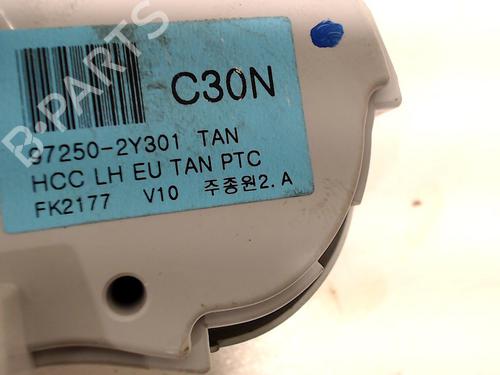 B-PARTS
C30N
97250-2Y301 TAN
HCC LH EU TAN PTC
FK2177 V10 주종원2. A